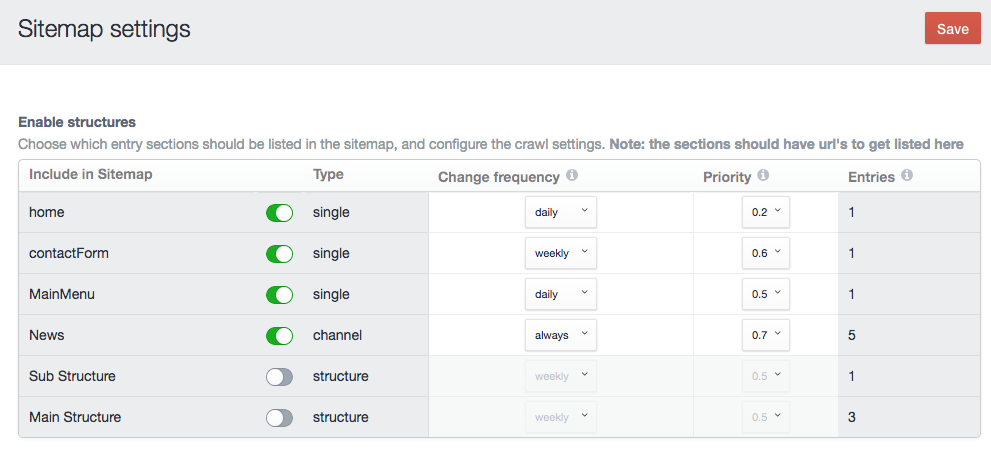 Sitemap settings
Save
Enable structures
Choose which entry sections should be listed in the sitemap, and configure the crawl settings. Note: the sections should have url's to get listed here
Include in Sitemap Type Change frequency Priority Entries
home single daily 0.2 1
contactForm single weekly 0.6 1
MainMenu single daily 0.5 1
News channel always 0.7 5
Sub Structure structure weekly 0.5 1
Main Structure structure weekly 0.5 3